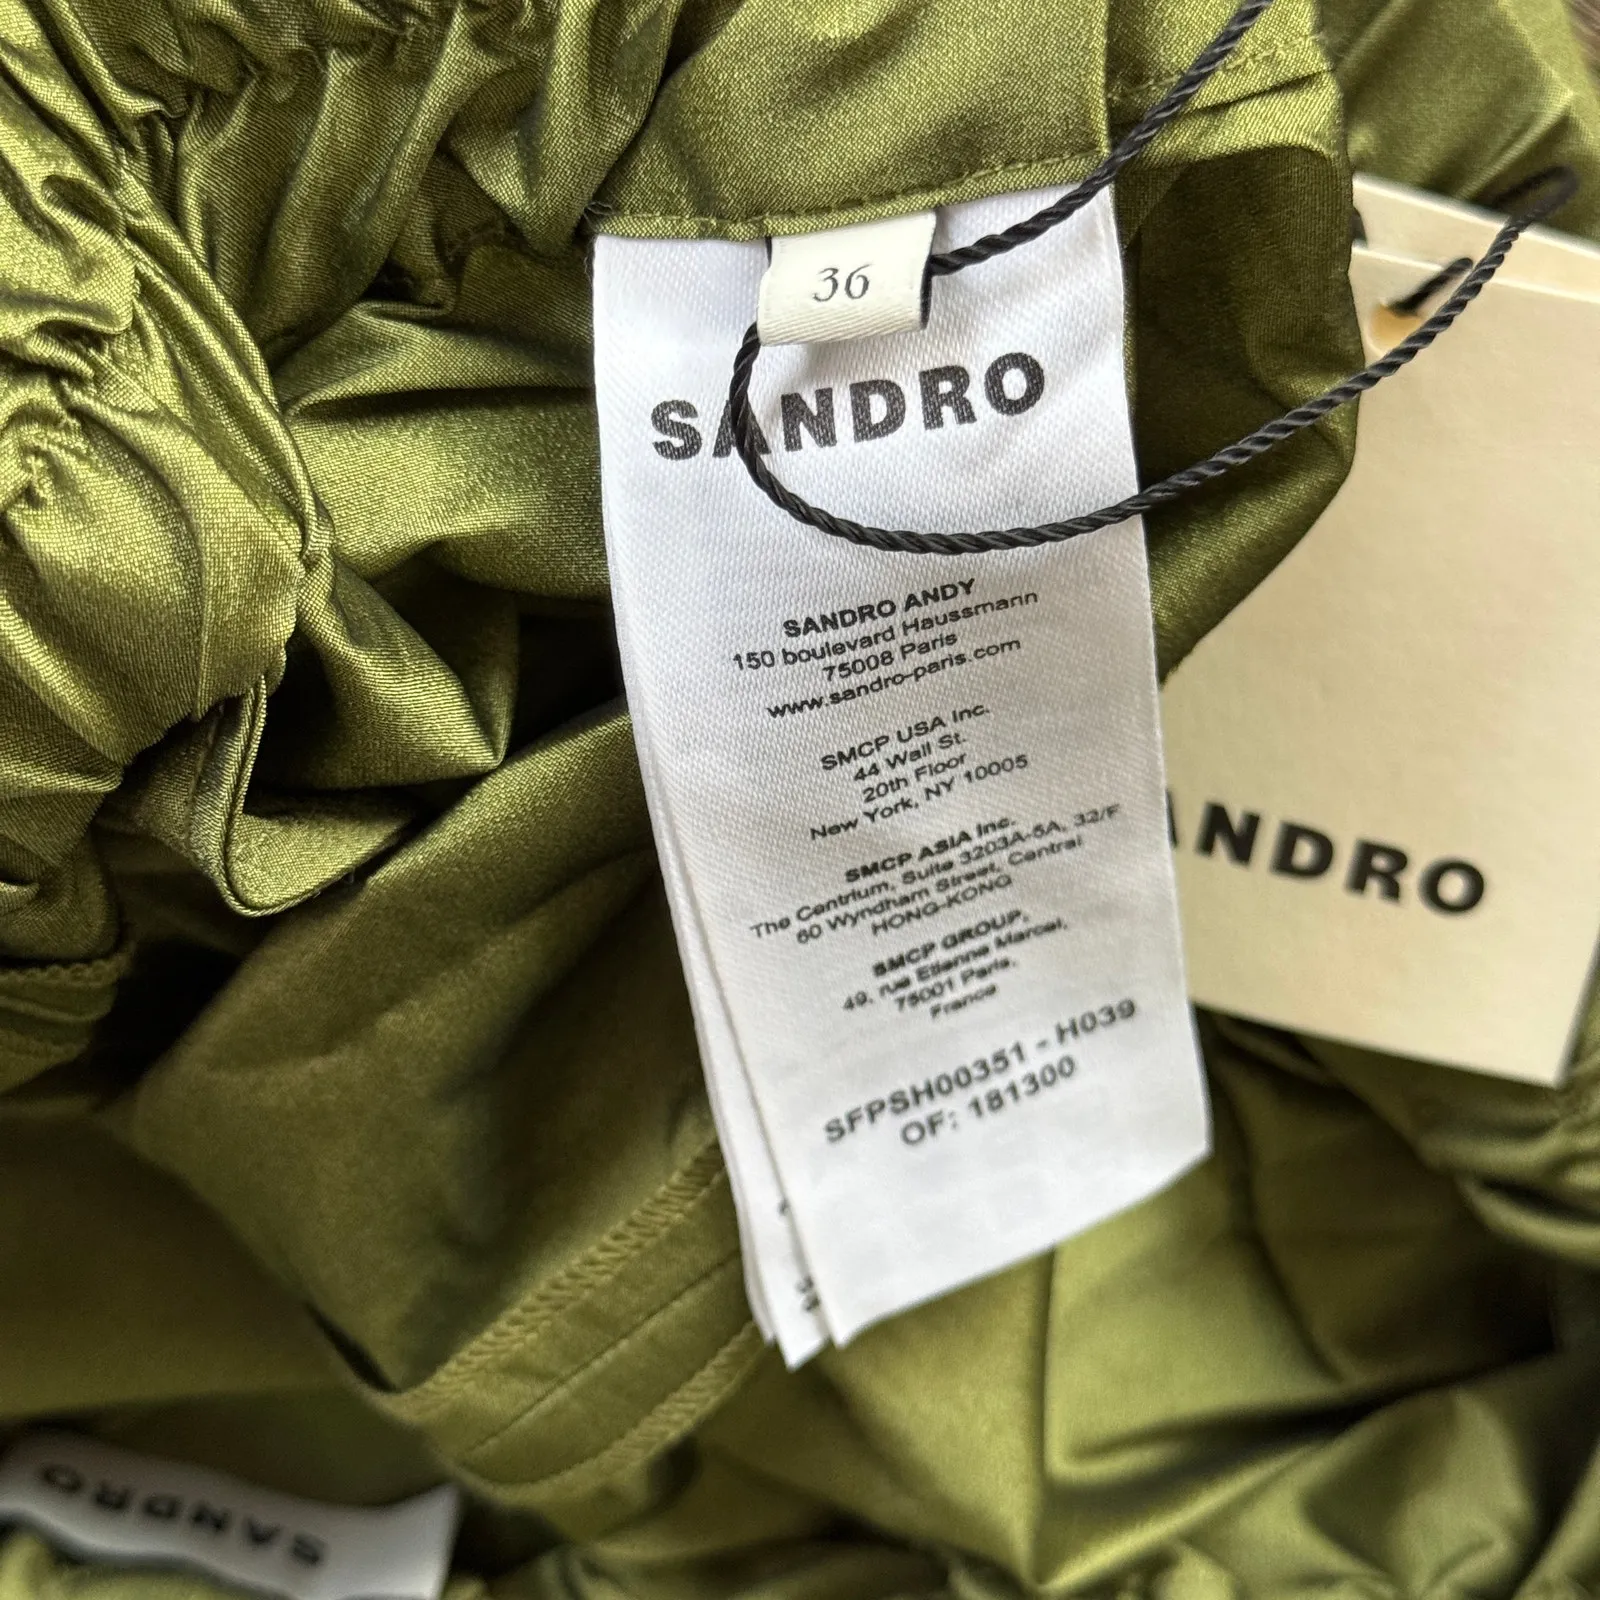 36
SANDRO
SANDRO ANDY
150 boulevard Haussmann
75008 Paris
www.sandro-paris.com
SMCP USA Inc.
44 Wall St.
20th Floor
New York, NY 10005
SMCP ASIA Inc.
The Centrium, Suite 3203A-5A, 32/F
60 Wyndham Street, Central
HONG-KONG
SMCP GROUP,
49, rue Etienne Marcel,
75001 Paris,
France
SFPSH00351 - H039
OF: 181300
ANDRO
SANDRO